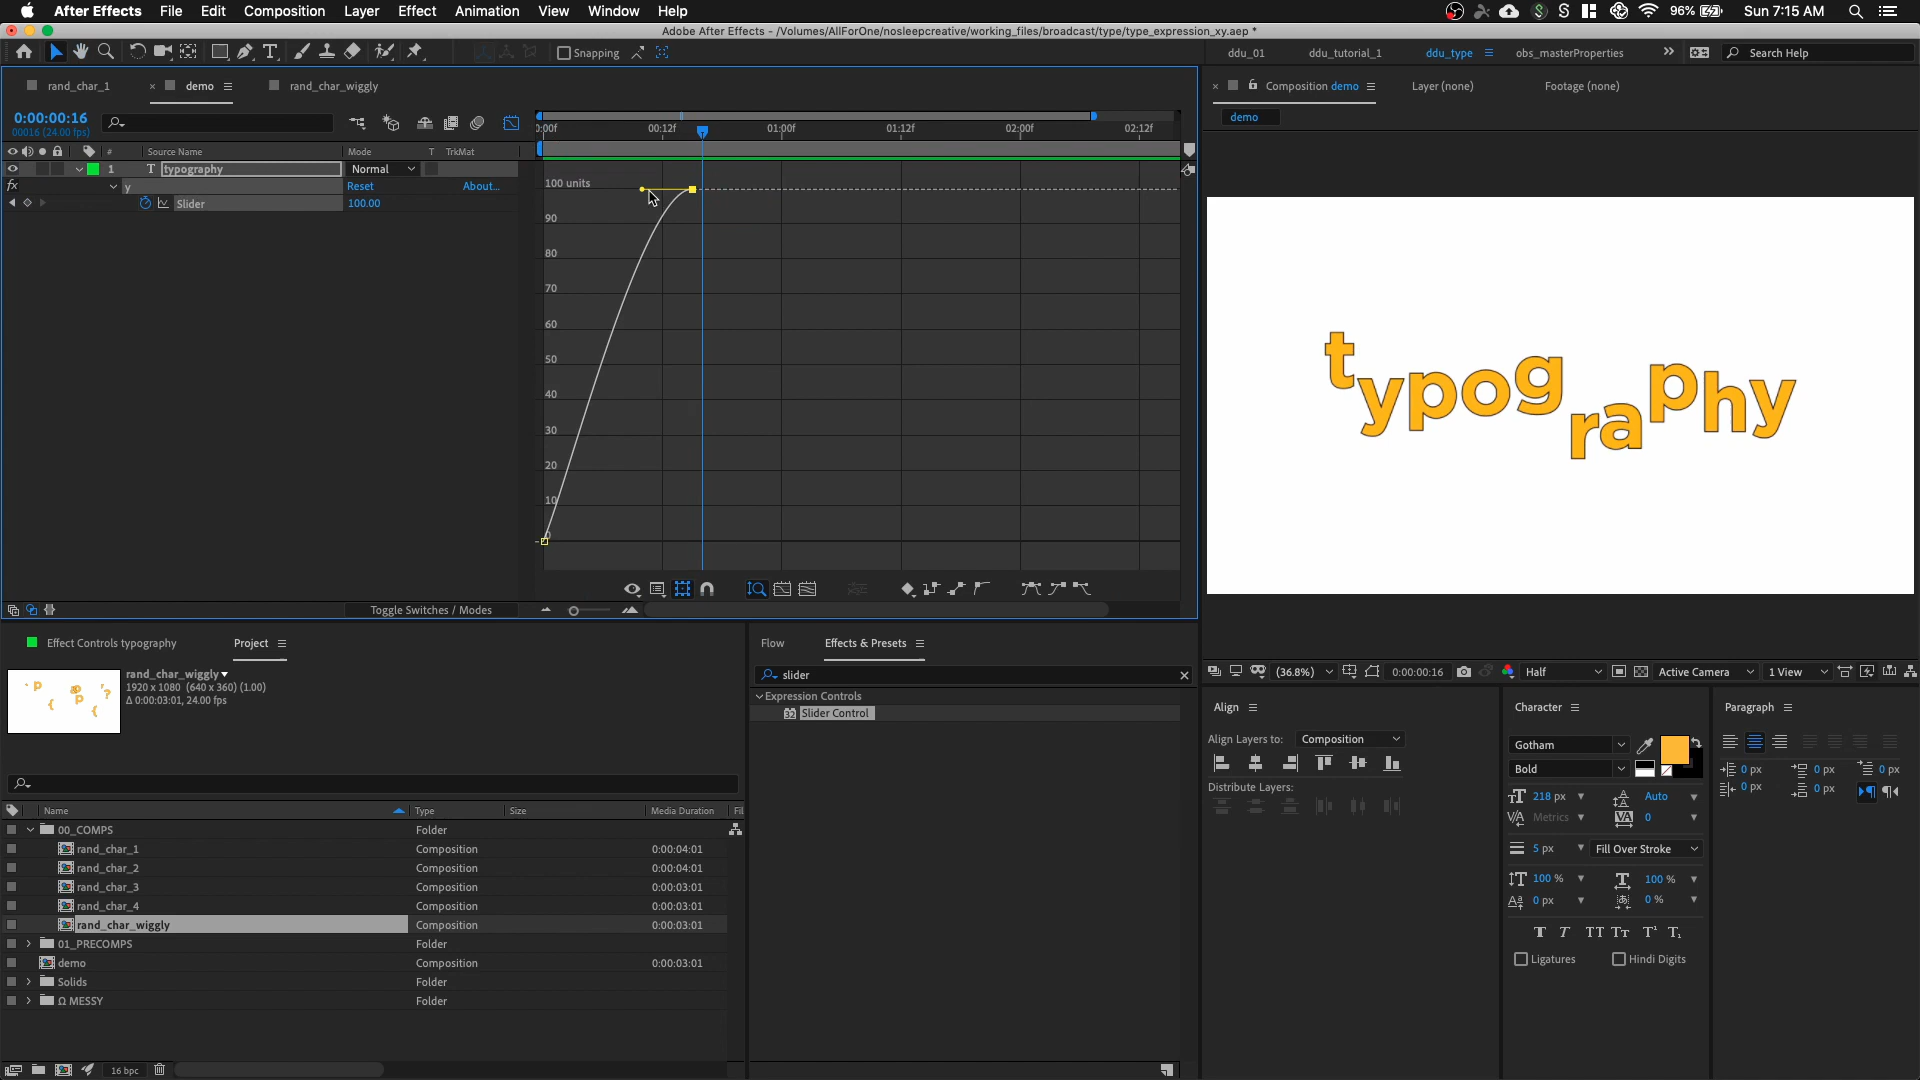 After Effects File Edit Composition Layer Effect Animation View Window Help 96% Sun 7:15 AM
Adobe After Effects - /Volumes/AllForOne/nosleepcreative/working_files/broadcast/type/type_expression_xy.aep *
Snapping ddu_01 ddu_tutorial_1 ddu_type obs_masterProperties Search Help
rand_char_1 demo rand_char_wiggly
Composition demo Layer (none) Footage (none)
demo
0:00:00:16
00016 (24.00 fps)
0:00f 00:12f 01:00f 01:12f 02:00f 02:12f
# Source Name Mode T TrkMat
1 T typography Normal
fx y Reset About...
Slider 100.00
100 units
90
80
70
60
50
40
30
20
10
0
typography
Toggle Switches / Modes
Effect Controls typography Project
Flow Effects & Presets
slider
Expression Controls
32 Slider Control
rand_char_wiggly
1920 x 1080 (640 x 360) (1.00)
Δ 0:00:03:01, 24.00 fps
Name Type Size Media Duration Fil
00_COMPS Folder
rand_char_1 Composition 0:00:04:01
rand_char_2 Composition 0:00:04:01
rand_char_3 Composition 0:00:03:01
rand_char_4 Composition 0:00:03:01
rand_char_wiggly Composition 0:00:03:01
01_PRECOMPS Folder
demo Composition 0:00:03:01
Solids Folder
Ω MESSY Folder
16 bpc
(36.8%) 0:00:00:16 Half Active Camera 1 View
Align
Align Layers to: Composition
Distribute Layers:
Character
Gotham
Bold
218 px Auto
Metrics 0
5 px Fill Over Stroke
100 % 100 %
0 px 0 %
T T TT Tt T¹ T₁
Ligatures Hindi Digits
Paragraph
0 px 0 px 0 px
0 px 0 px